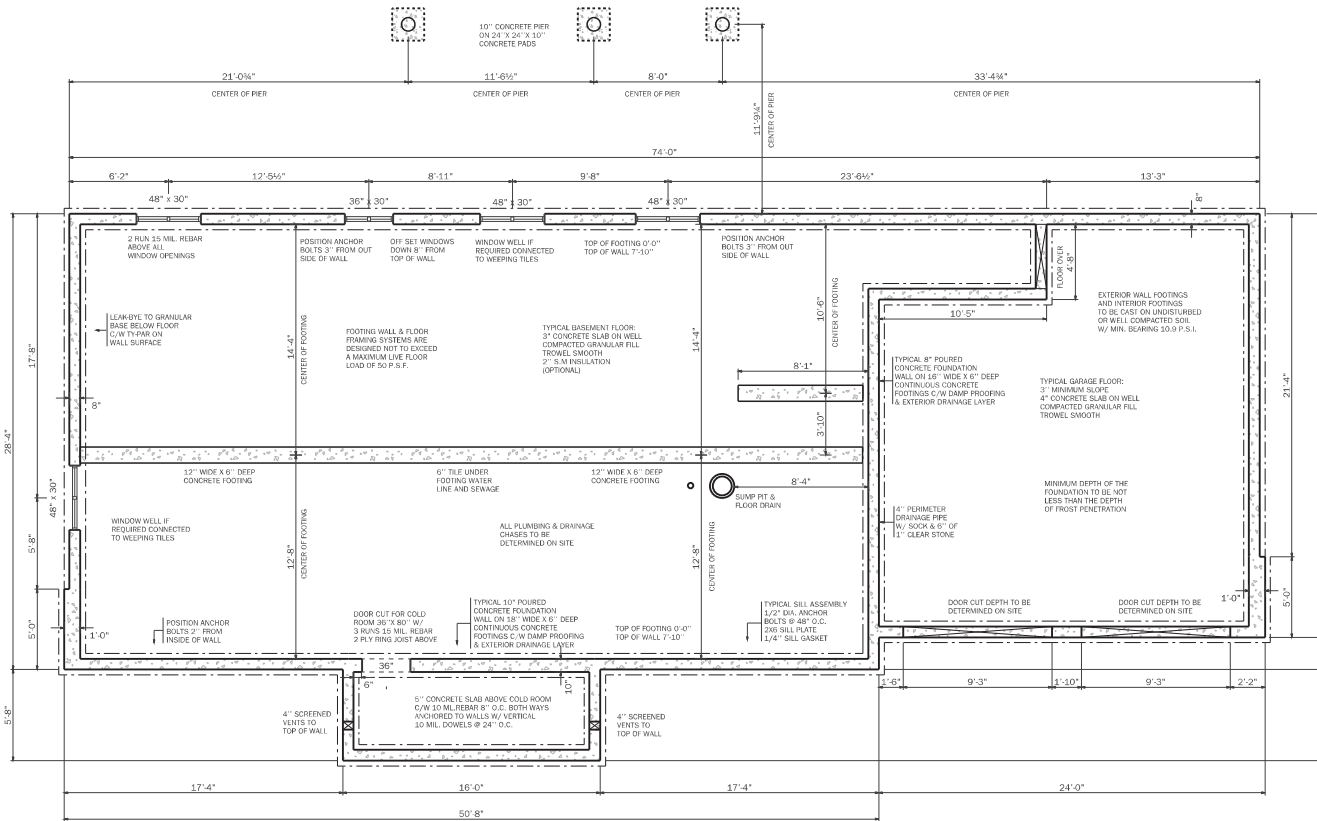 10'' CONCRETE PIER
ON 24''X 24''X 10''
CONCRETE PADS
21'-0¾"
11'-6½"
8'-0"
33'-4¾"
CENTER OF PIER
CENTER OF PIER
CENTER OF PIER
CENTER OF PIER
11'-9¼"
CENTER OF PIER
74'-0"
6'-2"
12'-5½"
8'-11"
9'-8"
23'-6½"
13'-3"
48" x 30"
36" x 30"
48" x 30"
48" x 30"
8"
2 RUN 15 MIL. REBAR
ABOVE ALL
WINDOW OPENINGS
POSITION ANCHOR
BOLTS 3'' FROM OUT
SIDE OF WALL
OFF SET WINDOWS
DOWN 8'' FROM
TOP OF WALL
WINDOW WELL IF
REQUIRED CONNECTED
TO WEEPING TILES
TOP OF FOOTING 0'-0''
TOP OF WALL 7'-10''
POSITION ANCHOR
BOLTS 3'' FROM OUT
SIDE OF WALL
FLOOR OVER
4'-8"
LEAK-BYE TO GRANULAR
BASE BELOW FLOOR
C/W TY-PAR ON
WALL SURFACE
14'-4"
CENTER OF FOOTING
FOOTING WALL & FLOOR
FRAMING SYSTEMS ARE
DESIGNED NOT TO EXCEED
A MAXIMUM LIVE FLOOR
LOAD OF 50 P.S.F.
TYPICAL BASEMENT FLOOR:
3" CONCRETE SLAB ON WELL
COMPACTED GRANULAR FILL
TROWEL SMOOTH
2'' S.M INSULATION
(OPTIONAL)
14'-4"
CENTER OF FOOTING
10'-6"
CENTER OF FOOTING
EXTERIOR WALL FOOTINGS
AND INTERIOR FOOTINGS
TO BE CAST ON UNDISTURBED
OR WELL COMPACTED SOIL
W/ MIN. BEARING 10.9 P.S.I.
10'-5"
17'-8"
8"
8'-1"
3'-10"
TYPICAL 8" POURED
CONCRETE FOUNDATION
WALL ON 16'' WIDE X 6'' DEEP
CONTINUOUS CONCRETE
FOOTINGS C/W DAMP PROOFING
& EXTERIOR DRAINAGE LAYER
TYPICAL GARAGE FLOOR:
3'' MINIMUM SLOPE
4" CONCRETE SLAB ON WELL
COMPACTED GRANULAR FILL
TROWEL SMOOTH
21'-4"
28'-4"
12'' WIDE X 6'' DEEP
CONCRETE FOOTING
6'' TILE UNDER
FOOTING WATER
LINE AND SEWAGE
12'' WIDE X 6'' DEEP
CONCRETE FOOTING
8'-4"
SUMP PIT &
FLOOR DRAIN
48" x 30"
MINIMUM DEPTH OF THE
FOUNDATION TO BE NOT
LESS THAN THE DEPTH
OF FROST PENETRATION
WINDOW WELL IF
REQUIRED CONNECTED
TO WEEPING TILES
ALL PLUMBING & DRAINAGE
CHASES TO BE
DETERMINED ON SITE
4'' PERIMETER
DRAINAGE PIPE
W/ SOCK & 6'' OF
1'' CLEAR STONE
5'-8"
12'-8"
CENTER OF FOOTING
12'-8"
CENTER OF FOOTING
5'-0"
1'-0"
POSITION ANCHOR
BOLTS 2'' FROM
INSIDE OF WALL
DOOR CUT FOR COLD
ROOM 36''X 80'' W/
3 RUNS 15 MIL. REBAR
2 PLY RING JOIST ABOVE
TYPICAL 10" POURED
CONCRETE FOUNDATION
WALL ON 18'' WIDE X 6'' DEEP
CONTINUOUS CONCRETE
FOOTINGS C/W DAMP PROOFING
& EXTERIOR DRAINAGE LAYER
TOP OF FOOTING 0'-0''
TOP OF WALL 7'-10''
TYPICAL SILL ASSEMBLY
1/2'' DIA. ANCHOR
BOLTS @ 48'' O.C.
2X6 SILL PLATE
1/4'' SILL GASKET
DOOR CUT DEPTH TO BE
DETERMINED ON SITE
DOOR CUT DEPTH TO BE
DETERMINED ON SITE
1'-0"
5'-0"
36"
6"
10"
1'-6"
9'-3"
1'-10"
9'-3"
2'-2"
5'-8"
4'' SCREENED
VENTS TO
TOP OF WALL
5'' CONCRETE SLAB ABOVE COLD ROOM
C/W 10 ML.REBAR 8'' O.C. BOTH WAYS
ANCHORED TO WALLS W/ VERTICAL
10 MIL. DOWELS @ 24'' O.C.
4'' SCREENED
VENTS TO
TOP OF WALL
17'-4"
16'-0"
17'-4"
24'-0"
50'-8"